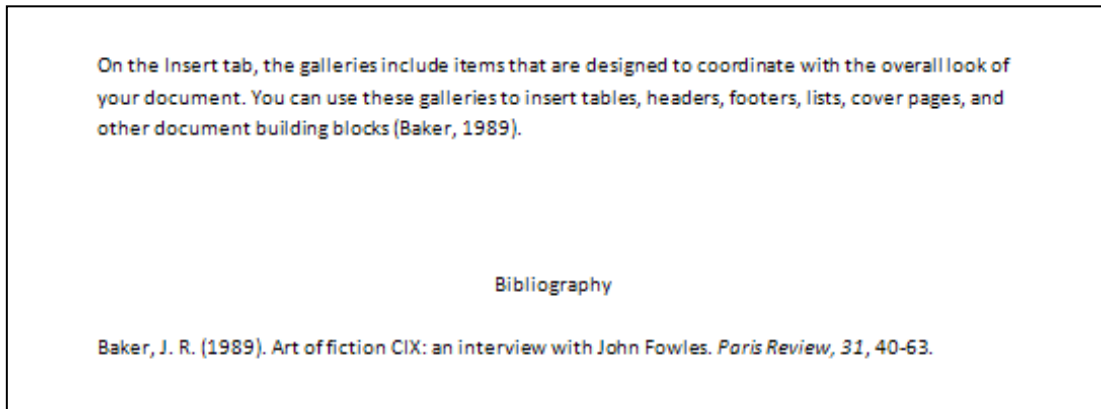 On the Insert tab, the galleries include items that are designed to coordinate with the overall look of
your document. You can use these galleries to insert tables, headers, footers, lists, cover pages, and
other document building blocks (Baker, 1989).
Bibliography
Baker, J. R. (1989). Art of fiction CIX: an interview with John Fowles. Paris Review, 31, 40-63.